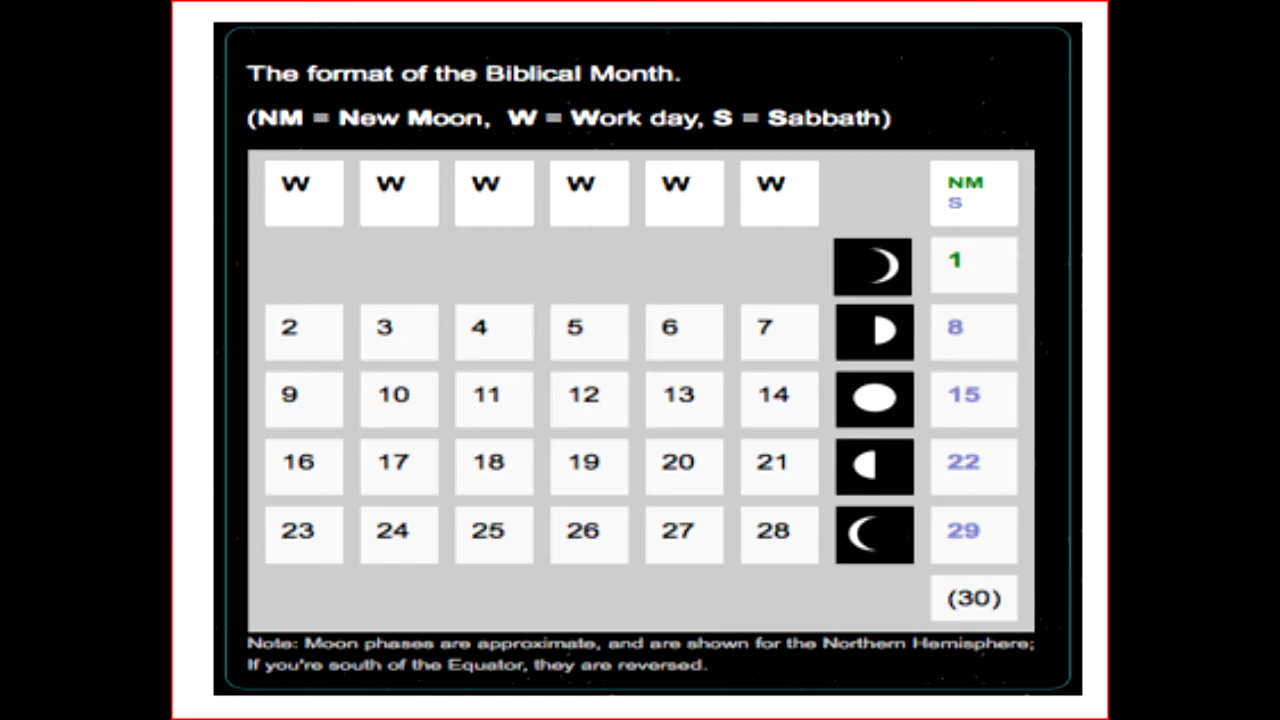 The format of the Biblical Month.
(NM = New Moon, W = Work day, S = Sabbath)
W W W W W W NM
S
1
2 3 4 5 6 7 8
9 10 11 12 13 14 15
16 17 18 19 20 21 22
23 24 25 26 27 28 29
(30)
Note: Moon phases are approximate, and are shown for the Northern Hemisphere;
If you're south of the Equator, they are reversed.